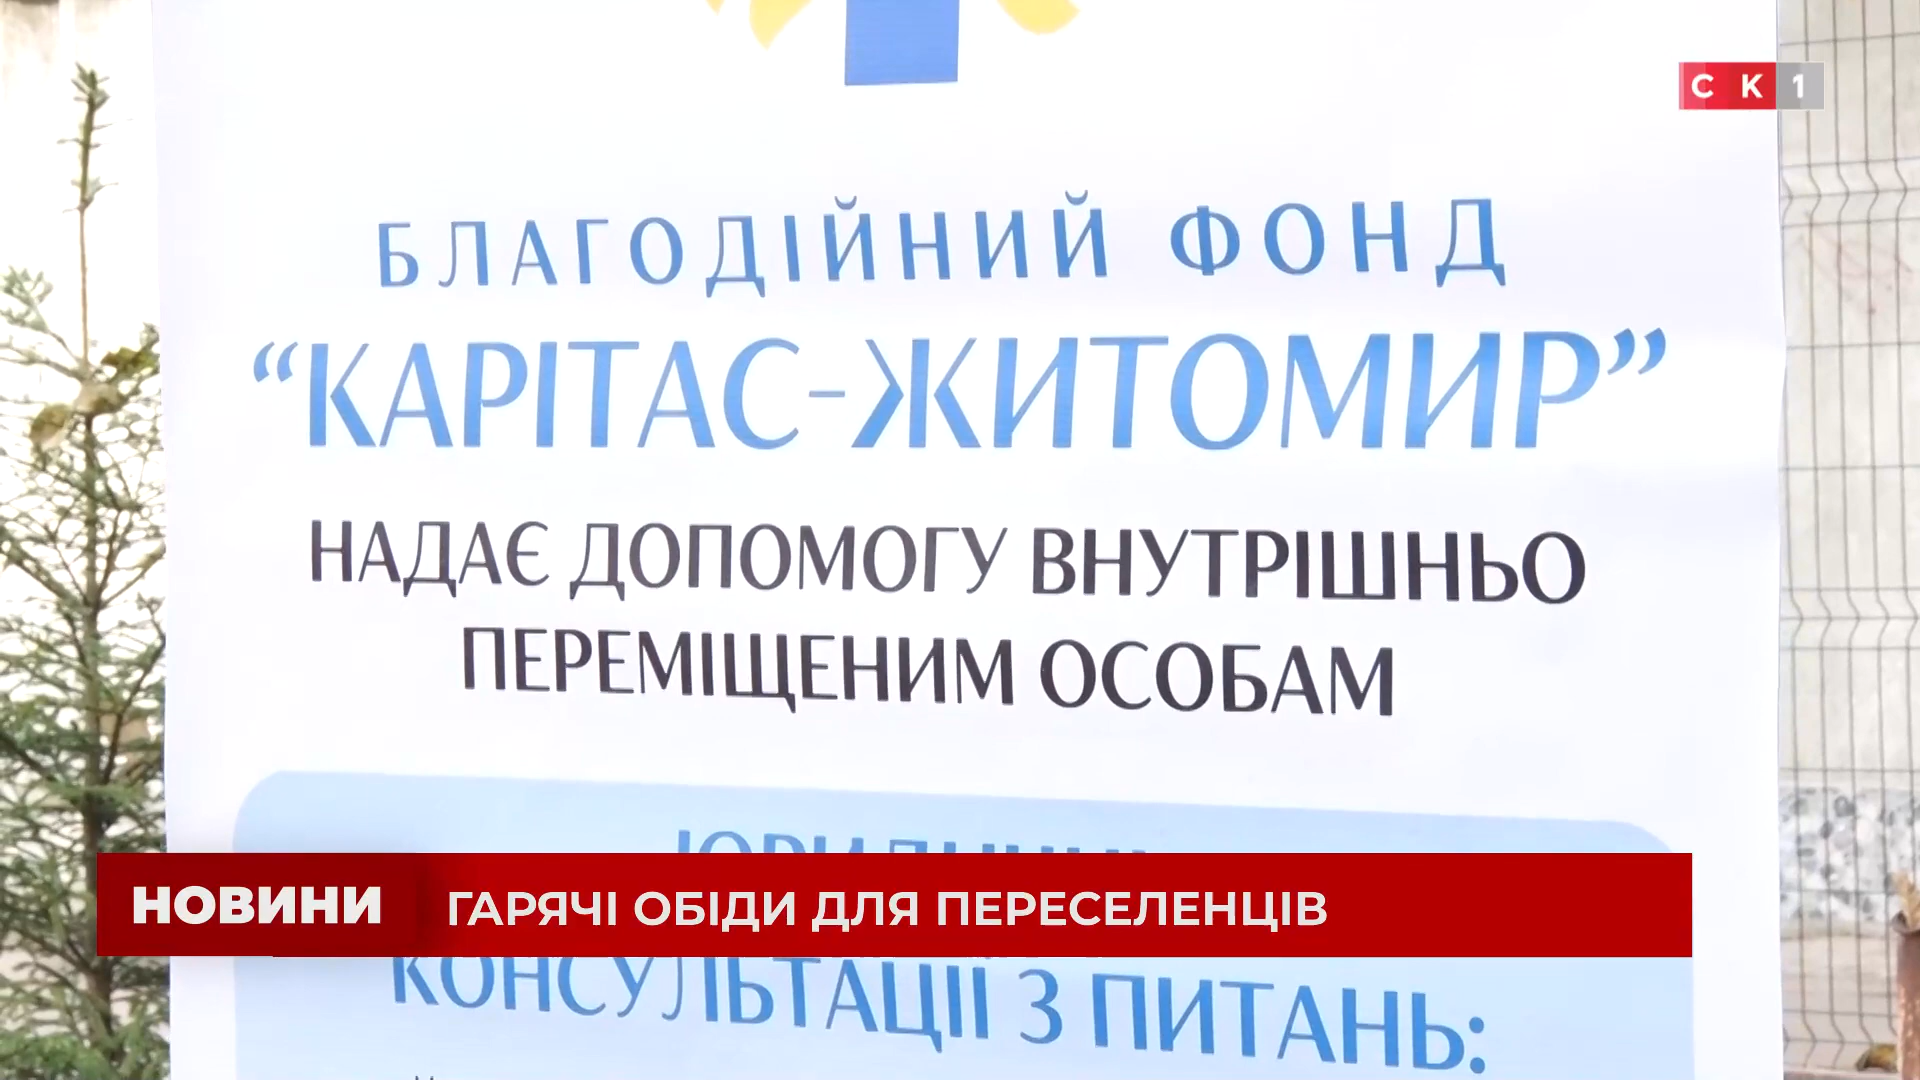 СК1
БЛАГОДІЙНИЙ ФОНД
“КАРІТАС-ЖИТОМИР”
НАДАЄ ДОПОМОГУ ВНУТРІШНЬО
ПЕРЕМІЩЕНИМ ОСОБАМ
НОВИНИ ГАРЯЧІ ОБІДИ ДЛЯ ПЕРЕСЕЛЕНЦІВ
КОНСУЛЬТАЦІЇ З ПИТАНЬ: